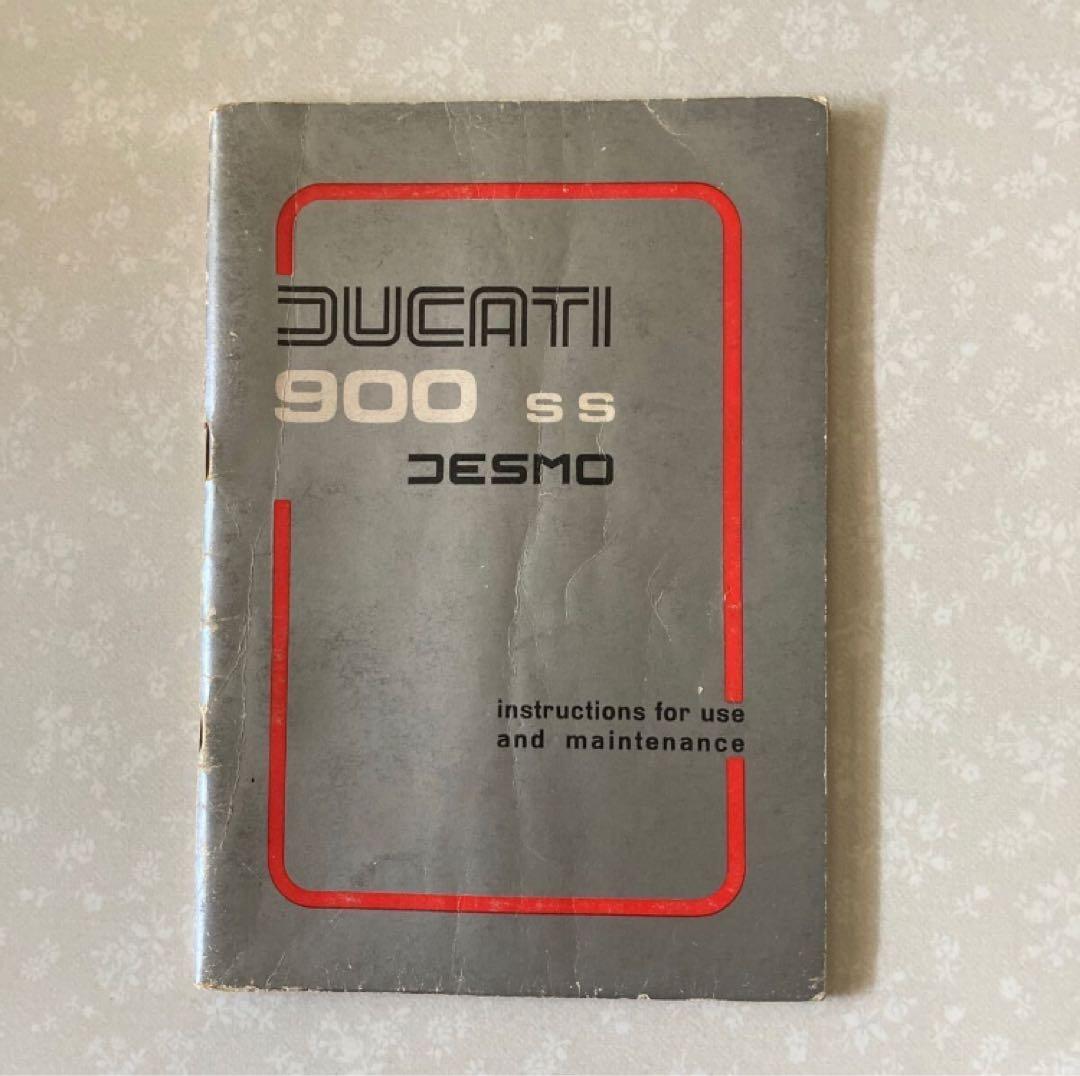 DUCATI
900 SS
DESMO
instructions for use
and maintenance